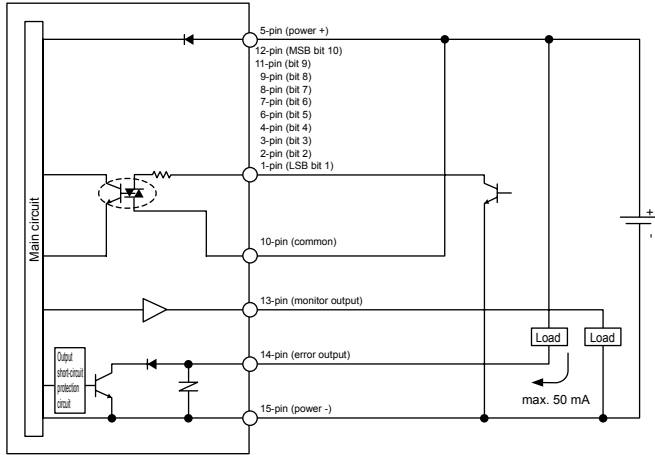 5-pin (power +)
12-pin (MSB bit 10)
11-pin (bit 9)
9-pin (bit 8)
8-pin (bit 7)
7-pin (bit 6)
6-pin (bit 5)
4-pin (bit 4)
3-pin (bit 3)
2-pin (bit 2)
1-pin (LSB bit 1)
Main circuit
+
-
10-pin (common)
13-pin (monitor output)
Load
Load
14-pin (error output)
max. 50 mA
Output
short-circuit
protection
circuit
15-pin (power -)